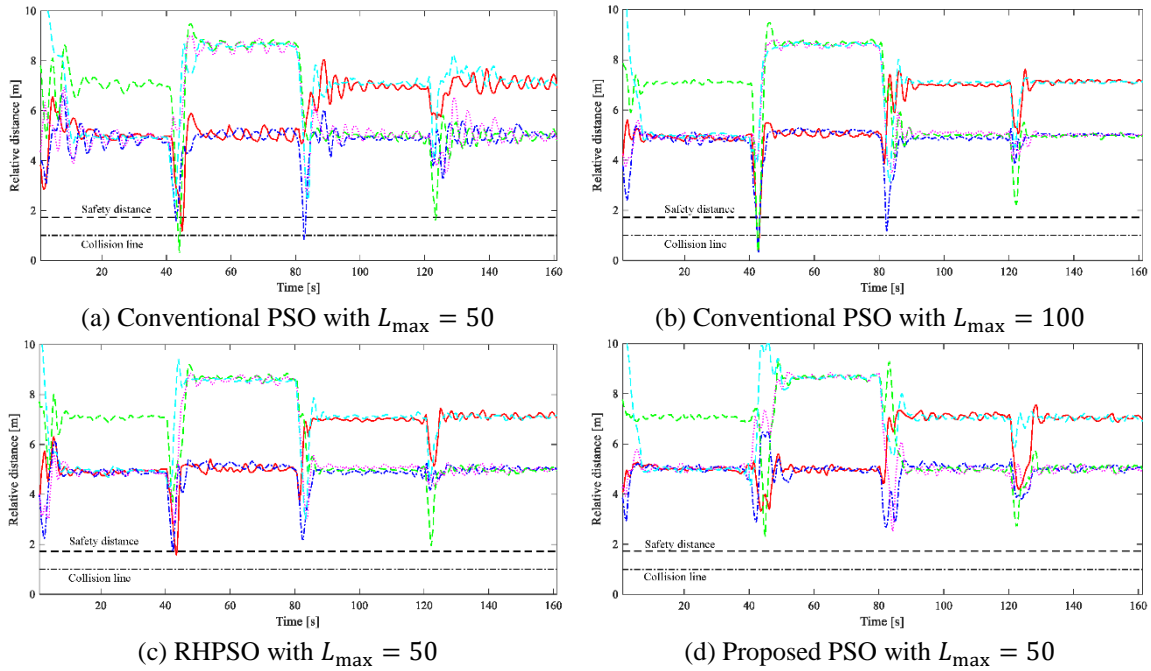 10
8
6
4
2
0
Relative distance [m]
Safety distance
Collision line
20 40 60 80 100 120 140 160
Time [s]
(a) Conventional PSO with L_max = 50
10
8
6
4
2
0
Relative distance [m]
Safety distance
Collision line
20 40 60 80 100 120 140 160
Time [s]
(b) Conventional PSO with L_max = 100
10
8
6
4
2
0
Relative distance [m]
Safety distance
Collision line
20 40 60 80 100 120 140 160
Time [s]
(c) RHPSO with L_max = 50
10
8
6
4
2
0
Relative distance [m]
Safety distance
Collision line
20 40 60 80 100 120 140 160
Time [s]
(d) Proposed PSO with L_max = 50